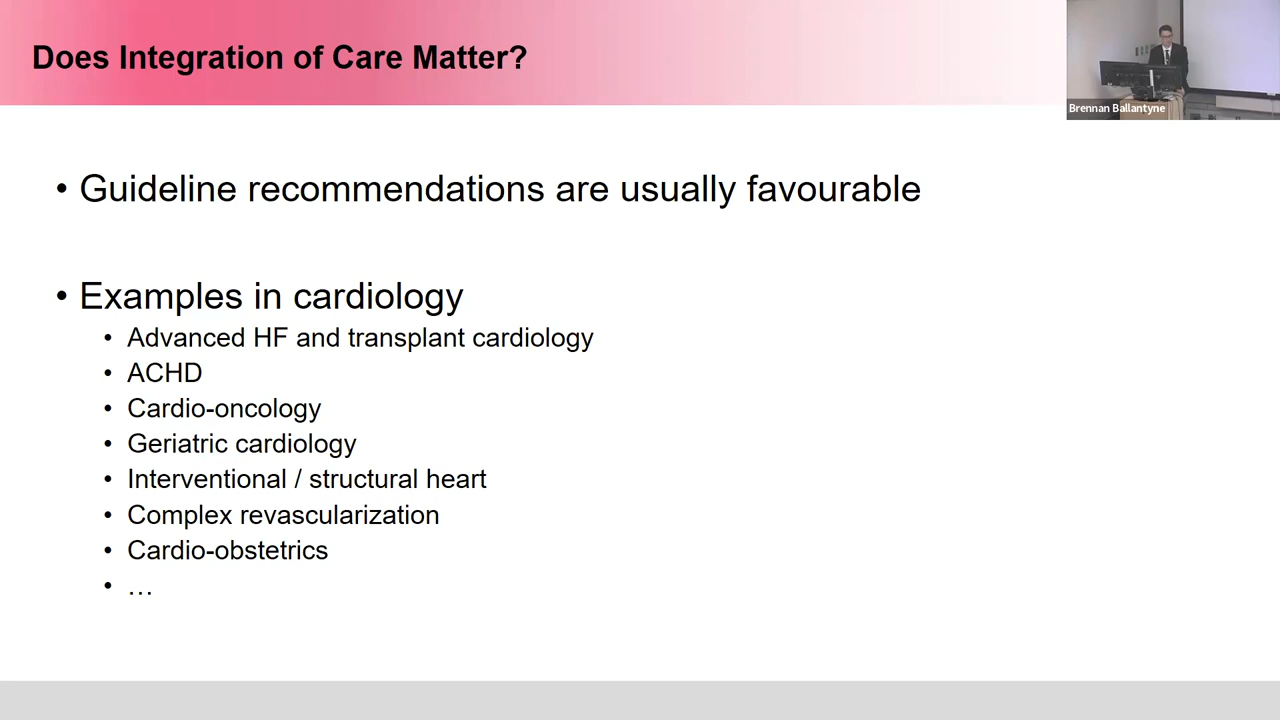 Does Integration of Care Matter?
Brennan Ballantyne
• Guideline recommendations are usually favourable
• Examples in cardiology
• Advanced HF and transplant cardiology
• ACHD
• Cardio-oncology
• Geriatric cardiology
• Interventional / structural heart
• Complex revascularization
• Cardio-obstetrics
• …